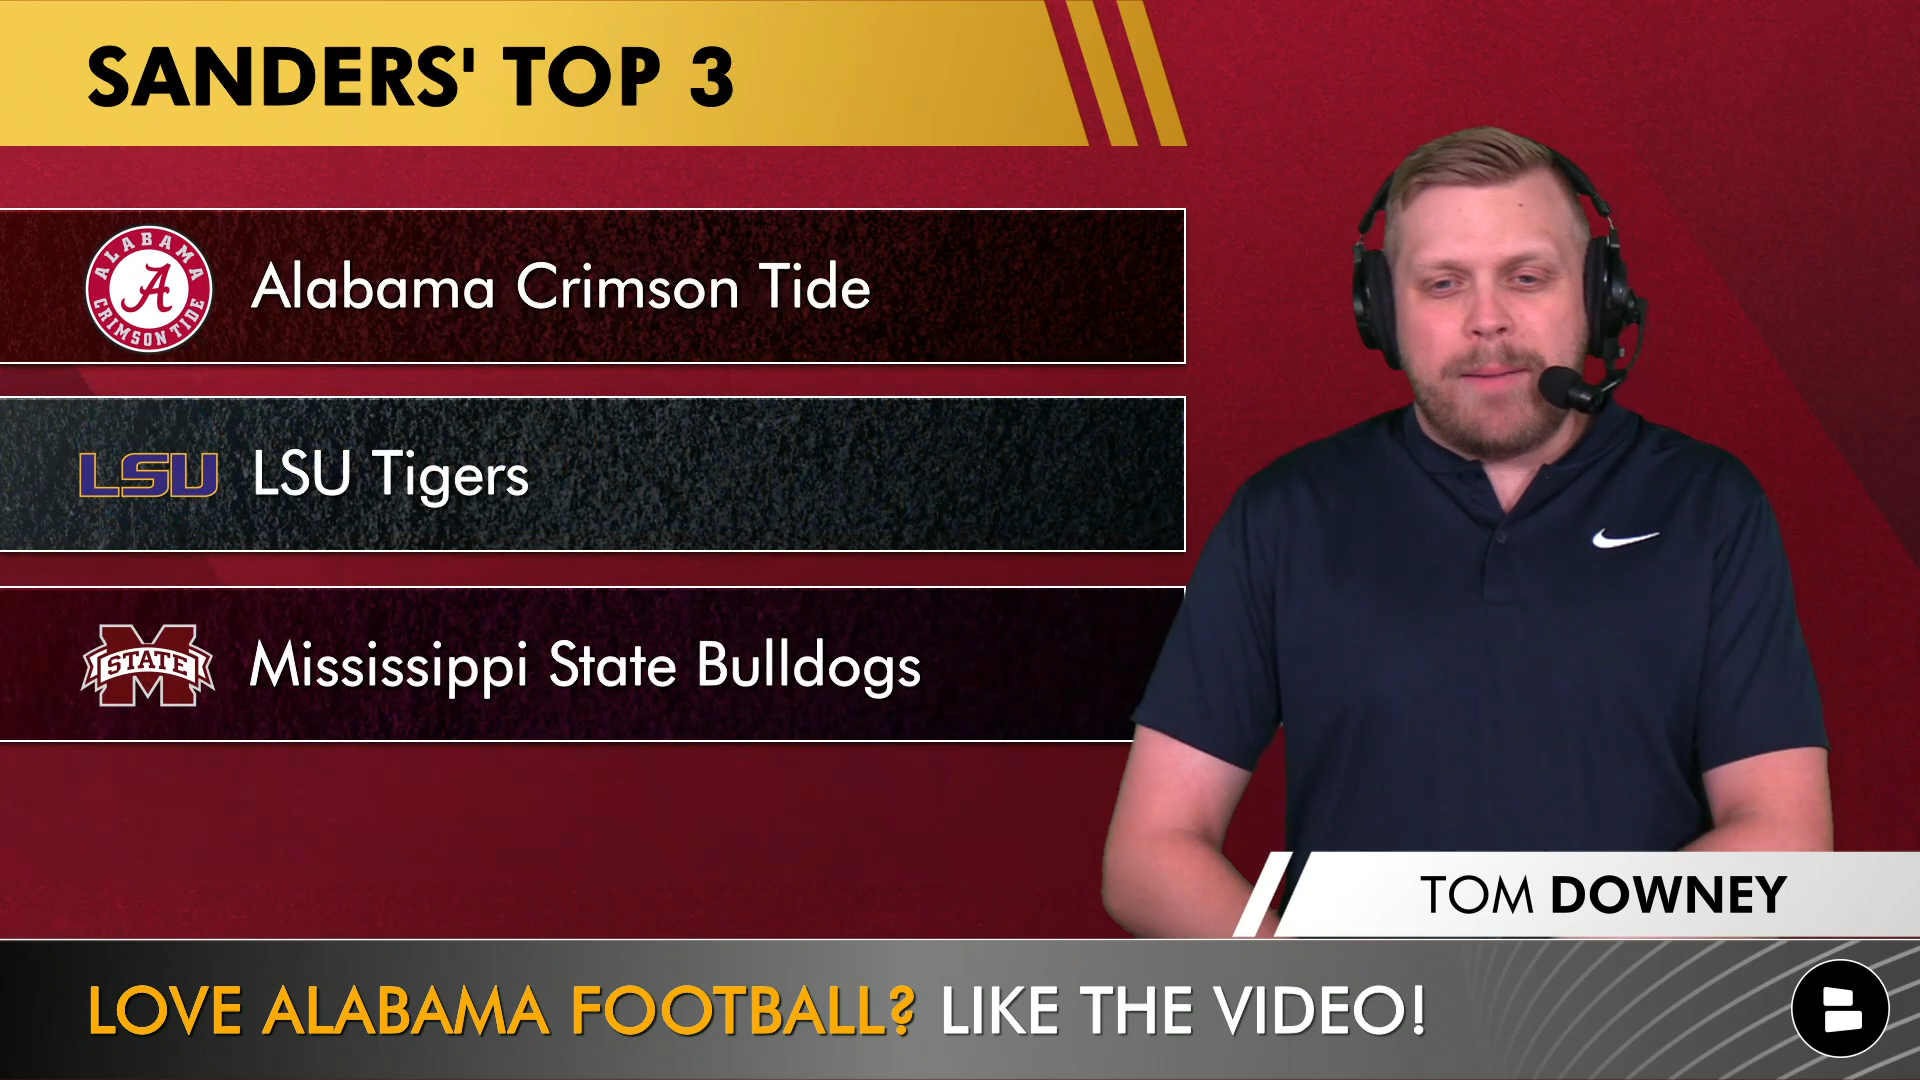 SANDERS' TOP 3
ALABAMA
A
CRIMSON TIDE
Alabama Crimson Tide
LSU
LSU Tigers
STATE
M
Mississippi State Bulldogs
TOM DOWNEY
LOVE ALABAMA FOOTBALL? LIKE THE VIDEO!